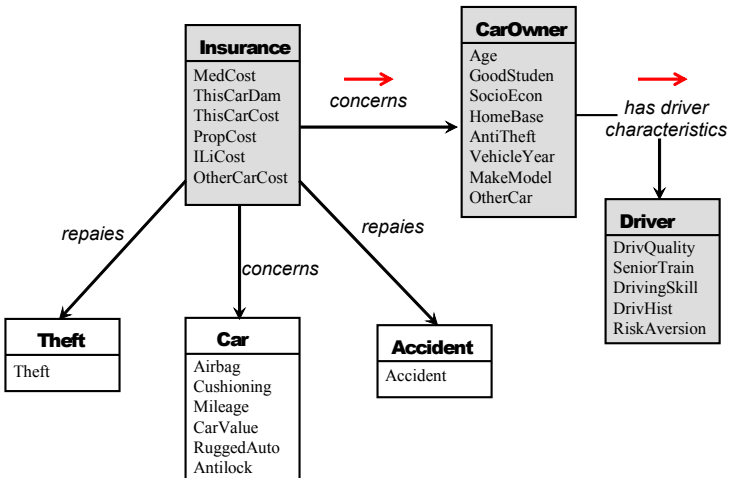 Insurance
MedCost
ThisCarDam
ThisCarCost
PropCost
ILiCost
OtherCarCost
concerns
CarOwner
Age
GoodStuden
SocioEcon
HomeBase
AntiTheft
VehicleYear
MakeModel
OtherCar
has driver
characteristics
Driver
DrivQuality
SeniorTrain
DrivingSkill
DrivHist
RiskAversion
repaies
concerns
repaies
Theft
Theft
Car
Airbag
Cushioning
Mileage
CarValue
RuggedAuto
Antilock
Accident
Accident